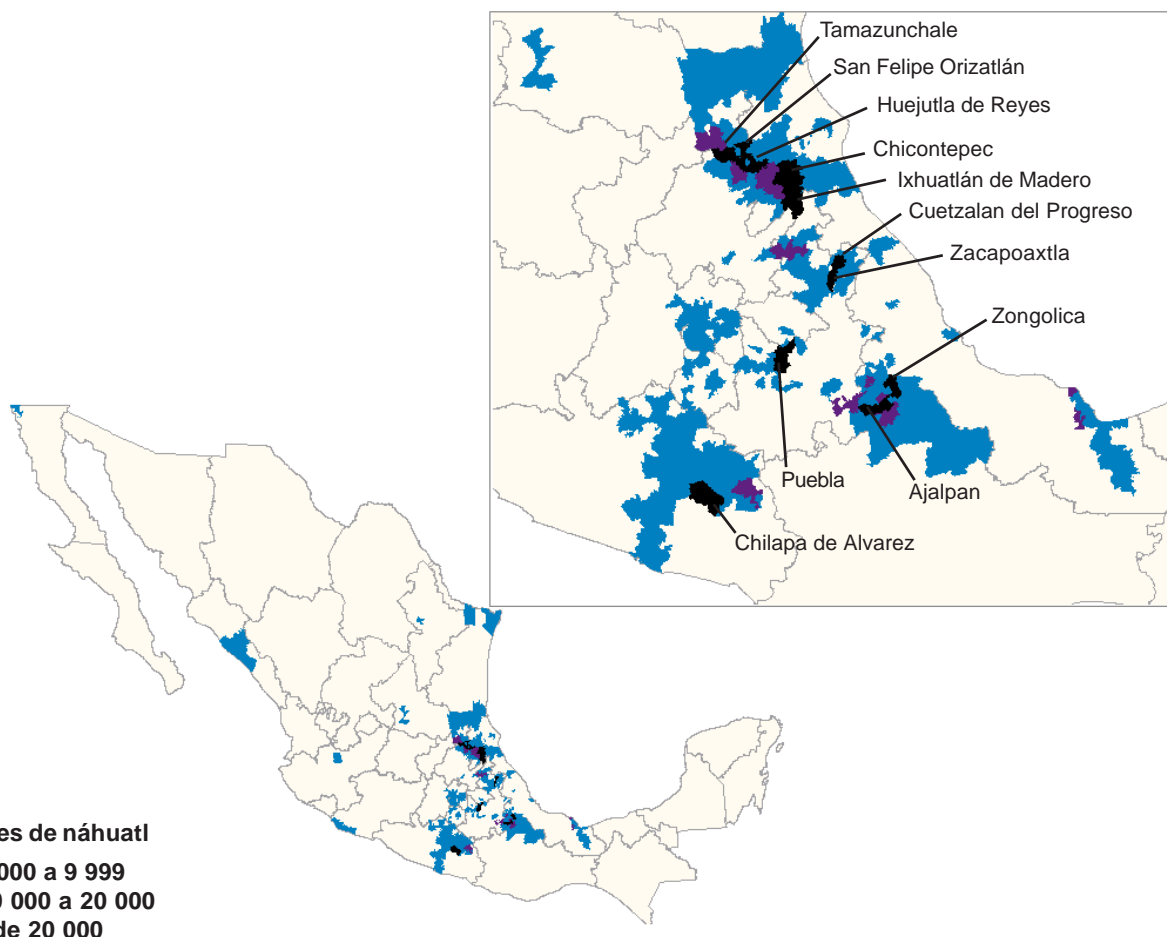 Tamazunchale
San Felipe Orizatlán
Huejutla de Reyes
Chicontepec
Ixhuatlán de Madero
Cuetzalan del Progreso
Zacapoaxtla
Zongolica
Puebla
Ajalpan
Chilapa de Alvarez
es de náhuatl
000 a 9 999
000 a 20 000
de 20 000